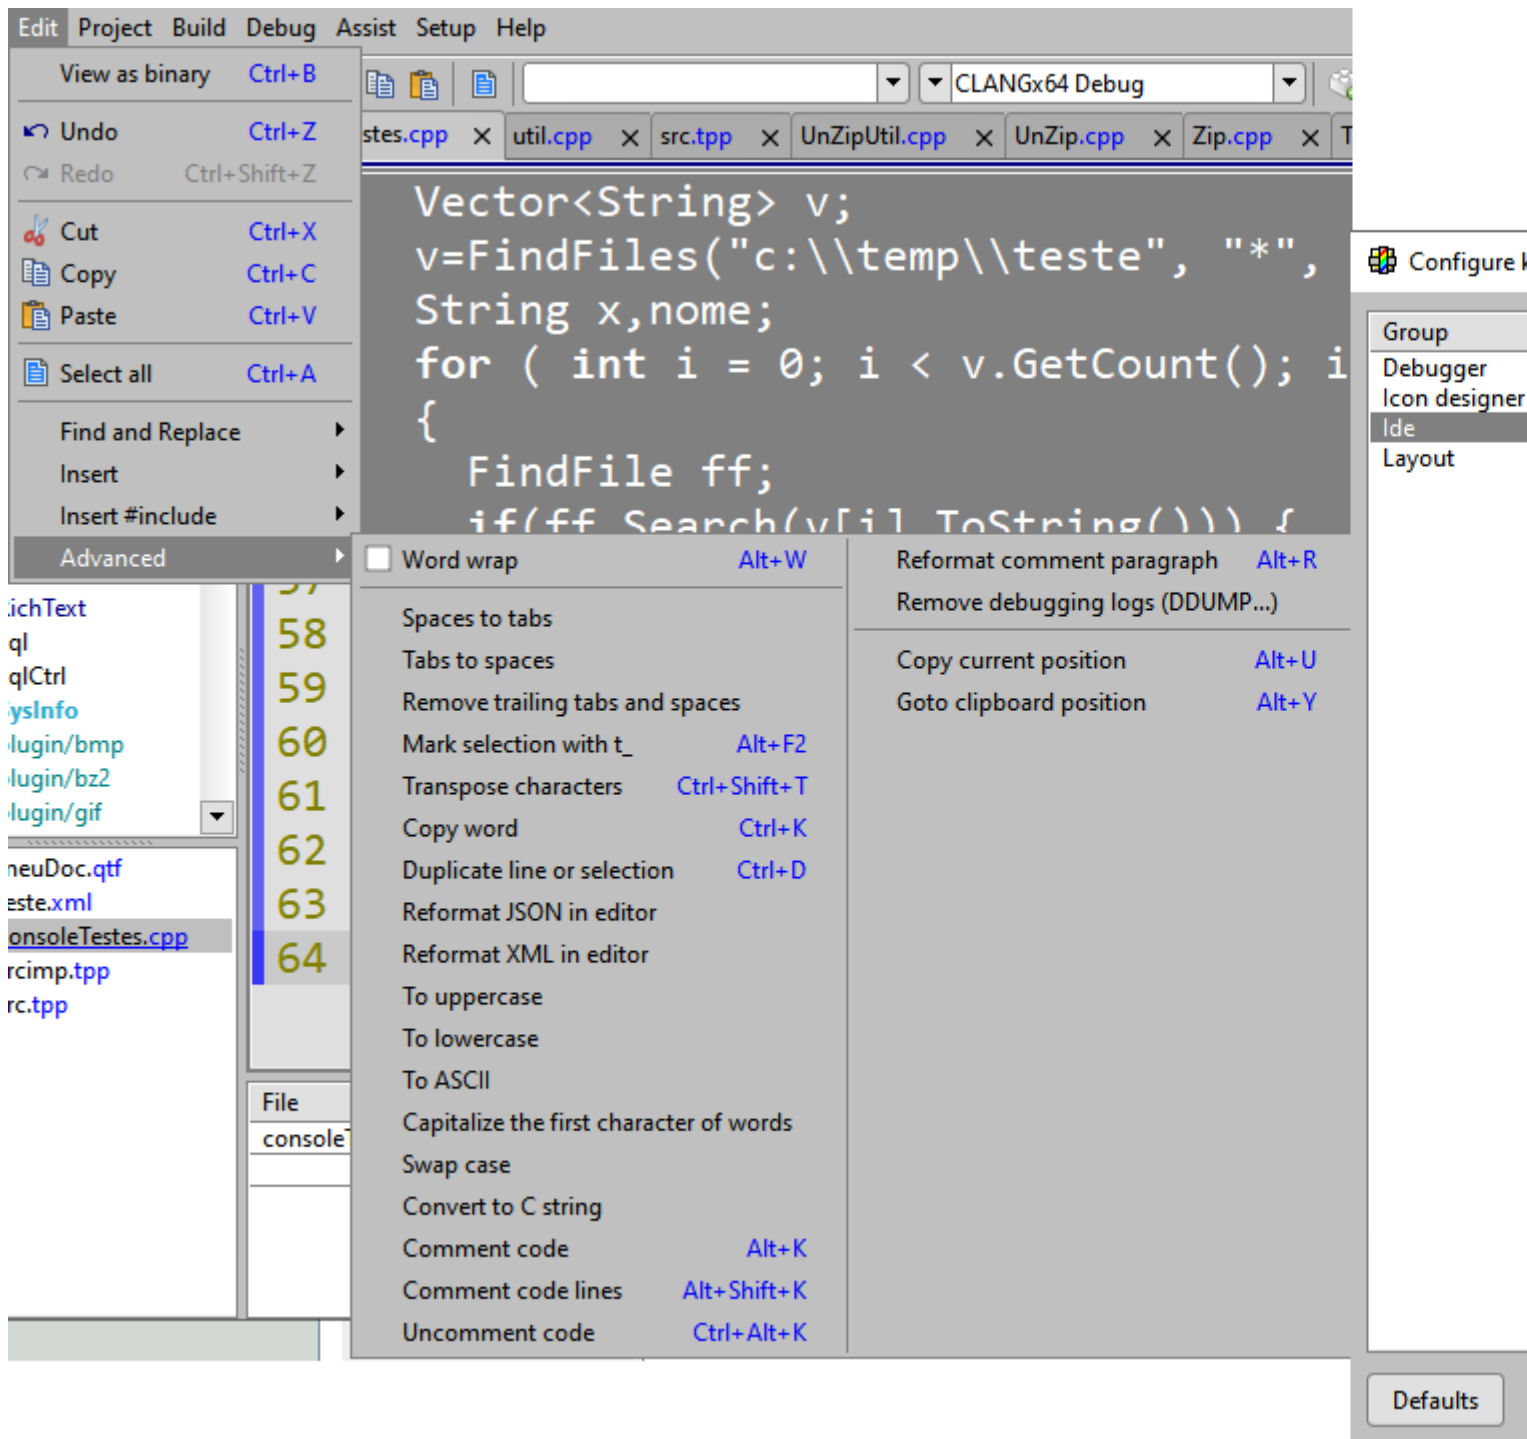 Edit Project Build Debug Assist Setup Help
View as binary Ctrl+B
Undo Ctrl+Z
Redo Ctrl+Shift+Z
Cut Ctrl+X
Copy Ctrl+C
Paste Ctrl+V
Select all Ctrl+A
Find and Replace
Insert
Insert #include
Advanced
CLANGx64 Debug
stes.cpp util.cpp src.tpp UnZipUtil.cpp UnZip.cpp Zip.cpp T
Vector<String> v;
v=FindFiles("c:\\temp\\teste", "*",
String x,nome;
for ( int i = 0; i < v.GetCount(); i
{
FindFile ff;
if(ff.Search(v[i].ToString())) {
Word wrap Alt+W
Spaces to tabs
Tabs to spaces
Remove trailing tabs and spaces
Mark selection with t_ Alt+F2
Transpose characters Ctrl+Shift+T
Copy word Ctrl+K
Duplicate line or selection Ctrl+D
Reformat JSON in editor
Reformat XML in editor
To uppercase
To lowercase
To ASCII
Capitalize the first character of words
Swap case
Convert to C string
Comment code Alt+K
Comment code lines Alt+Shift+K
Uncomment code Ctrl+Alt+K
Reformat comment paragraph Alt+R
Remove debugging logs (DDUMP...)
Copy current position Alt+U
Goto clipboard position Alt+Y
ichText
ql
qlCtrl
ysInfo
lugin/bmp
lugin/bz2
lugin/gif
neuDoc.qtf
este.xml
onsoleTestes.cpp
rcimp.tpp
rc.tpp
57
58
59
60
61
62
63
64
File
console
Configure
Group
Debugger
Icon designer
Ide
Layout
Defaults